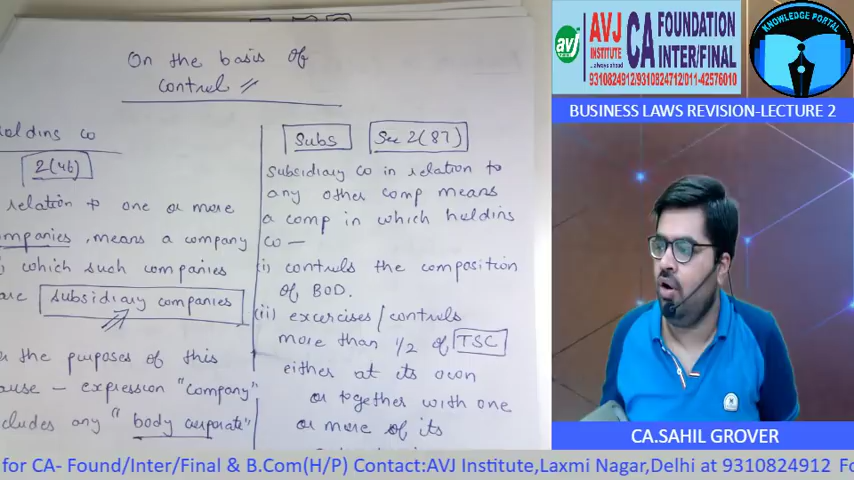 On the basis of
control
holding co
2(46)
relation to one or more
companies, means a company
which such companies
are subsidiary companies
the purposes of this
clause – expression "company"
includes any "body corporate"
Subs Sec 2(87)
Subsidiary co in relation to
any other comp means
a comp in which holding
co —
(i) controls the composition
of BOD.
(ii) exercises/controls
more than 1/2 of TSC
either at its own
or together with one
or more of its
avj
AVJ
INSTITUTE
...always ahead
CA FOUNDATION
INTER/FINAL
9310824912/9310824712/011-42576010
KNOWLEDGE PORTAL
BUSINESS LAWS REVISION-LECTURE 2
CA.SAHIL GROVER
for CA- Found/Inter/Final & B.Com(H/P) Contact:AVJ Institute,Laxmi Nagar,Delhi at 9310824912 Fo